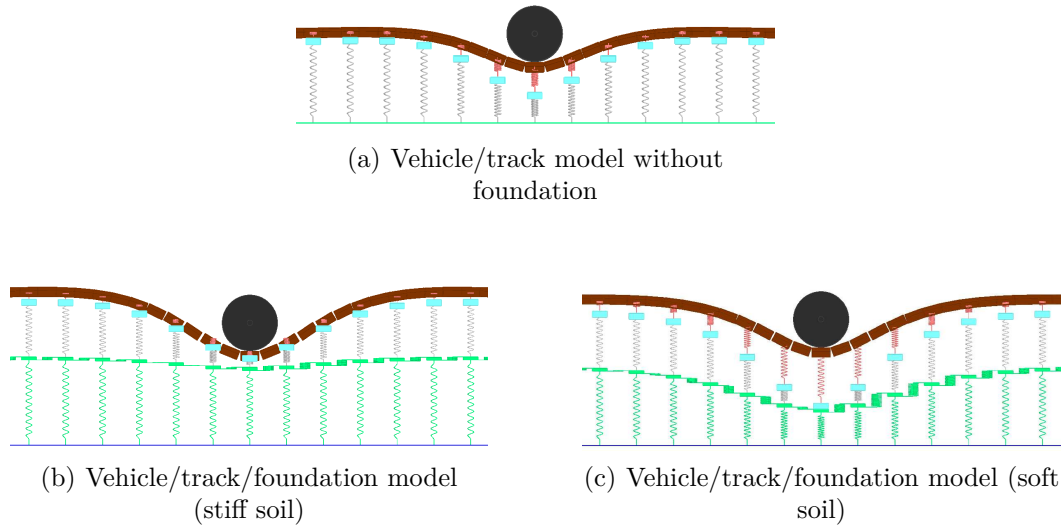 (a) Vehicle/track model without
foundation
(b) Vehicle/track/foundation model
(stiff soil)
(c) Vehicle/track/foundation model (soft
soil)